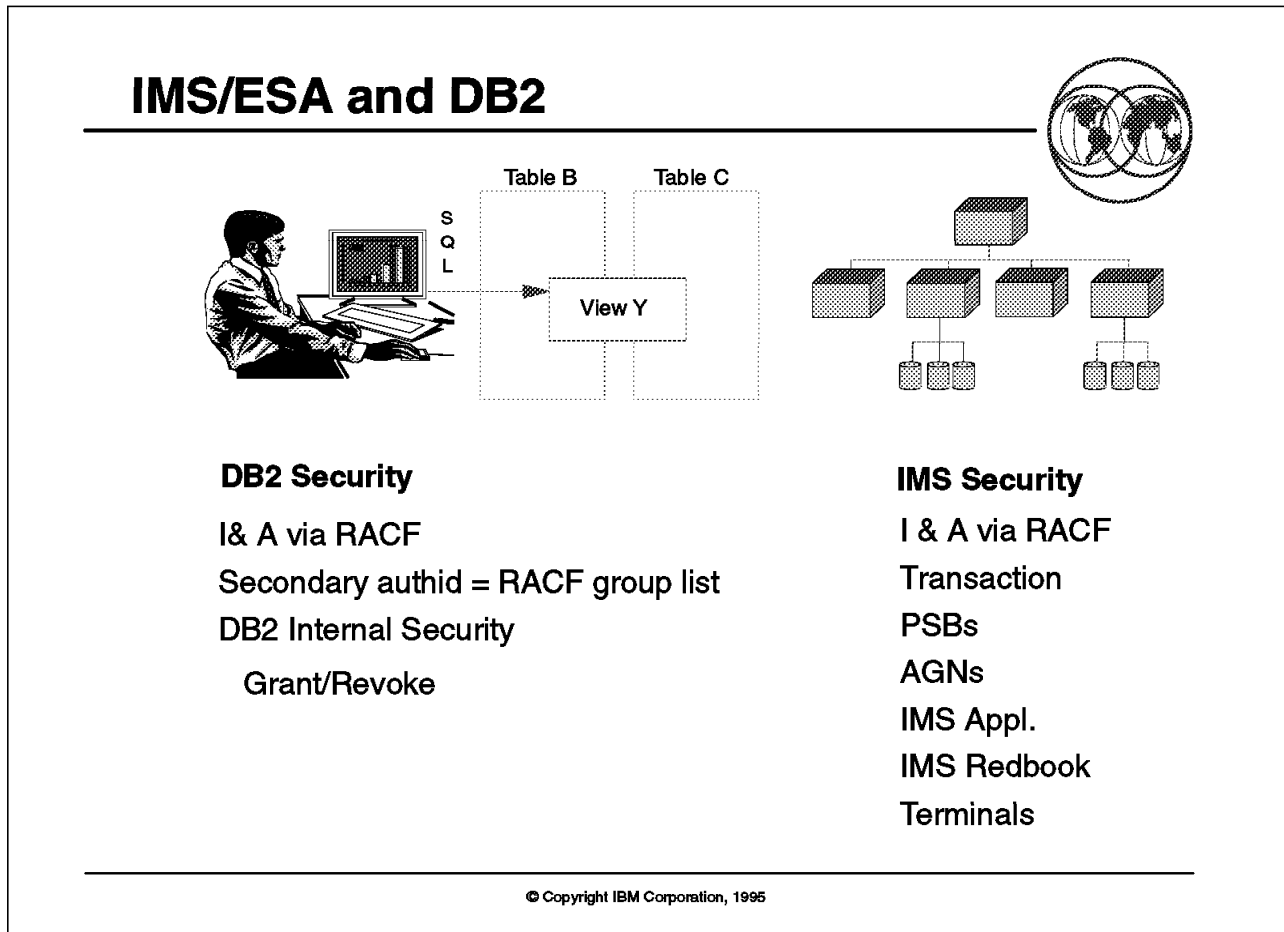 IMS/ESA and DB2
Table B
Table C
S
Q
L
View Y
DB2 Security
I& A via RACF
Secondary authid = RACF group list
DB2 Internal Security
Grant/Revoke
IMS Security
I & A via RACF
Transaction
PSBs
AGNs
IMS Appl.
IMS Redbook
Terminals
© Copyright IBM Corporation, 1995